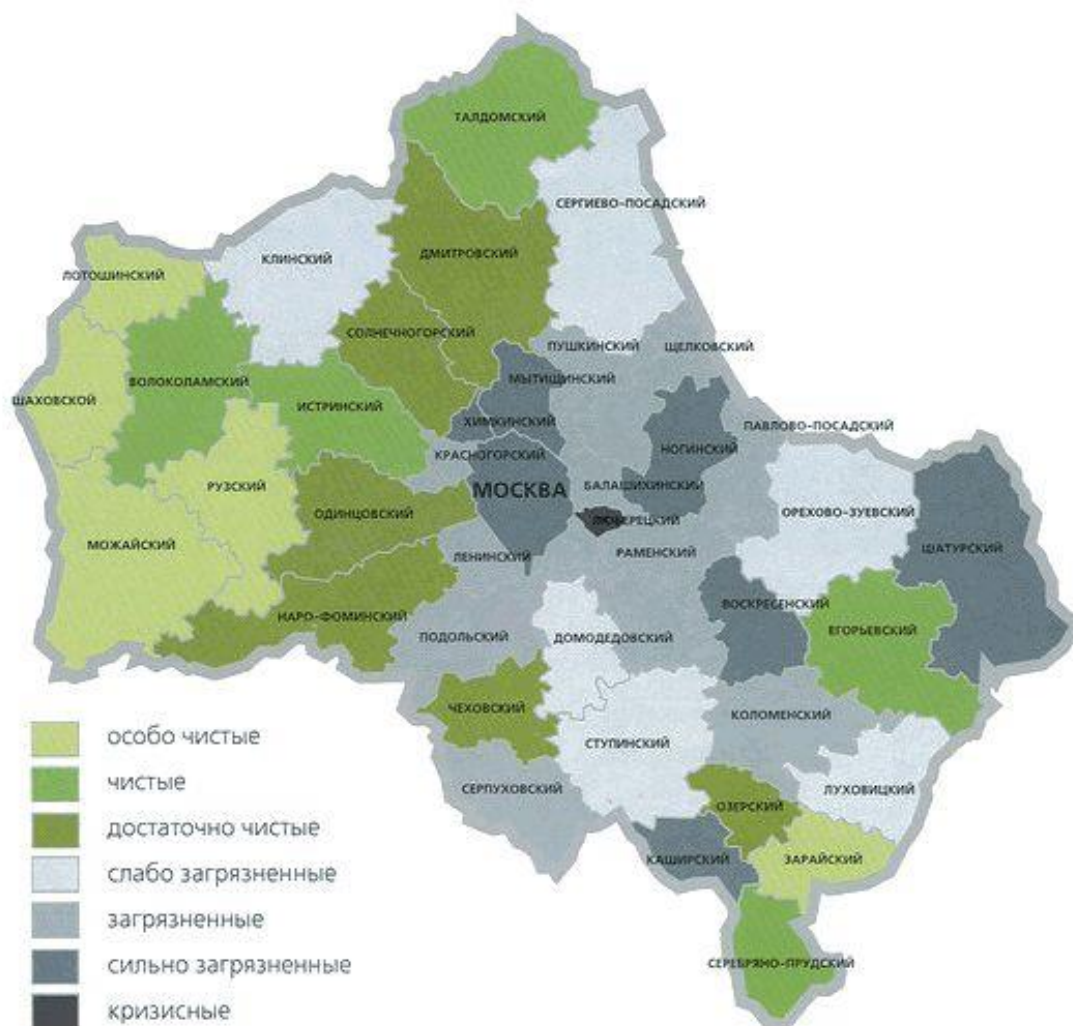 ТАЛДОМСКИЙ
СЕРГИЕВО-ПОСАДСКИЙ
ДМИТРОВСКИЙ
КЛИНСКИЙ
ЛОТОШИНСКИЙ
СОЛНЕЧНОГОРСКИЙ
ПУШКИНСКИЙ
ЩЕЛКОВСКИЙ
МЫТИЩИНСКИЙ
ВОЛОКОЛАМСКИЙ
ШАХОВСКОЙ
ИСТРИНСКИЙ
ХИМКИНСКИЙ
ПАВЛОВО-ПОСАДСКИЙ
НОГИНСКИЙ
КРАСНОГОРСКИЙ
РУЗСКИЙ
БАЛАШИХИНСКИЙ
МОСКВА
ОДИНЦОВСКИЙ
ЛЮБЕРЕЦКИЙ
ОРЕХОВО-ЗУЕВСКИЙ
МОЖАЙСКИЙ
ЛЕНИНСКИЙ
РАМЕНСКИЙ
ШАТУРСКИЙ
ВОСКРЕСЕНСКИЙ
НАРО-ФОМИНСКИЙ
ЕГОРЬЕВСКИЙ
ПОДОЛЬСКИЙ
ДОМОДЕДОВСКИЙ
ЧЕХОВСКИЙ
КОЛОМЕНСКИЙ
СТУПИНСКИЙ
СЕРПУХОВСКИЙ
ЛУХОВИЦКИЙ
ОЗЕРСКИЙ
КАШИРСКИЙ
ЗАРАЙСКИЙ
СЕРЕБРЯНО-ПРУДСКИЙ
особо чистые
чистые
достаточно чистые
слабо загрязненные
загрязненные
сильно загрязненные
кризисные